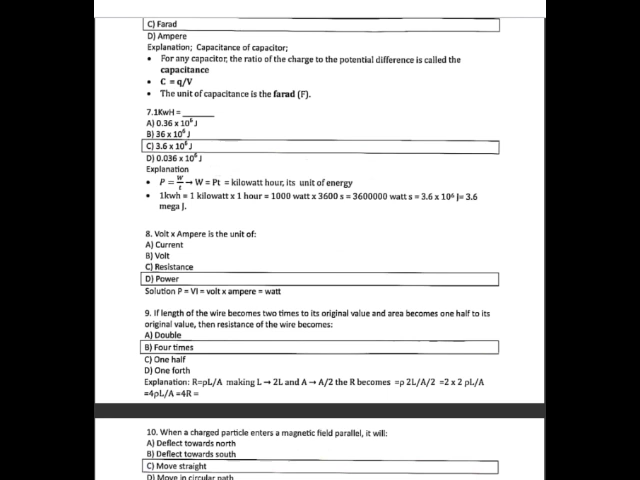 C) Farad
D) Ampere
Explanation; Capacitance of capacitor;
• For any capacitor, the ratio of the charge to the potential difference is called the
capacitance
• C = q/V
• The unit of capacitance is the farad (F).
7.1KwH = ______
A) 0.36 x 10⁶ J
B) 36 x 10⁶ J
C) 3.6 x 10⁶ J
D) 0.036 x 10⁶ J
Explanation
• P = W/t → W = Pt = kilowatt hour, its unit of energy
• 1kwh = 1 kilowatt x 1 hour = 1000 watt x 3600 s = 3600000 watt s = 3.6 x 10⁶ J= 3.6
mega J.
8. Volt x Ampere is the unit of:
A) Current
B) Volt
C) Resistance
D) Power
Solution P = VI = volt x ampere = watt
9. If length of the wire becomes two times to its original value and area becomes one half to its
original value, then resistance of the wire becomes:
A) Double
B) Four times
C) One half
D) One forth
Explanation: R=ρL/A making L → 2L and A → A/2 the R becomes =ρ 2L/A/2 =2 x 2 ρL/A
=4ρL/A =4R =
10. When a charged particle enters a magnetic field parallel, it will:
A) Deflect towards north
B) Deflect towards south
C) Move straight
D) Move in circular path